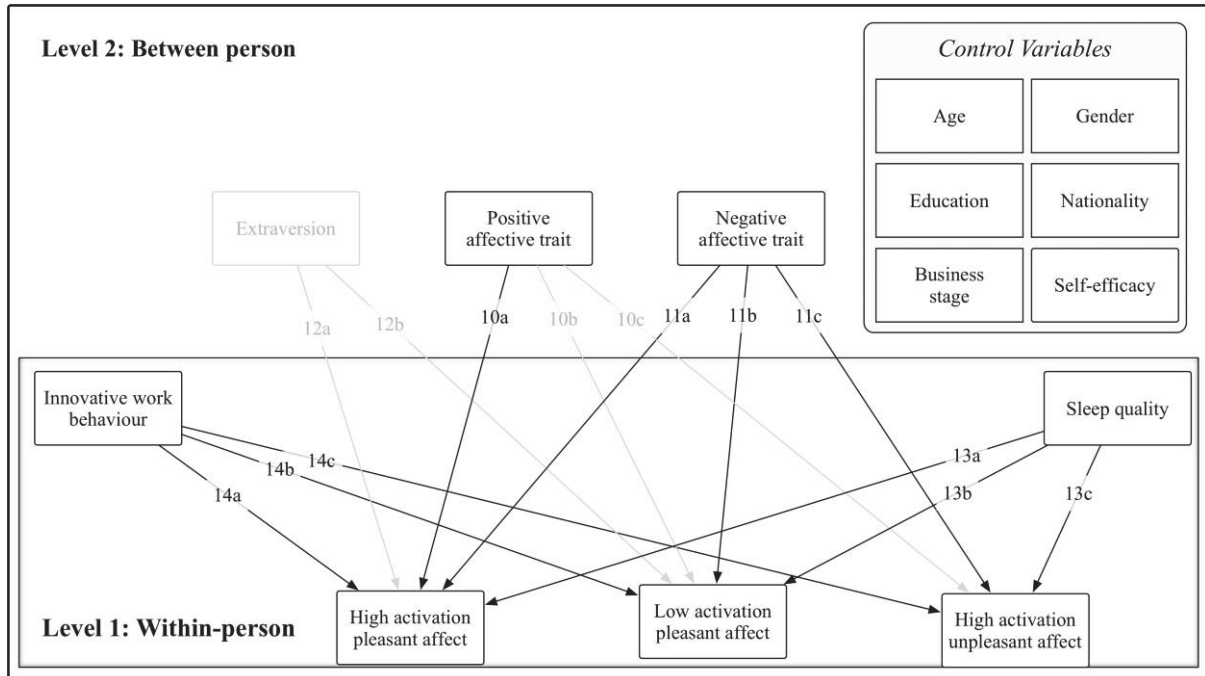 Level 2: Between person
Control Variables
Age
Gender
Education
Nationality
Business
stage
Self-efficacy
Extraversion
Positive
affective trait
Negative
affective trait
12a
12b
10a
10b
10c
11a
11b
11c
Innovative work
behaviour
Sleep quality
14a
14b
14c
13a
13b
13c
High activation
pleasant affect
Low activation
pleasant affect
High activation
unpleasant affect
Level 1: Within-person